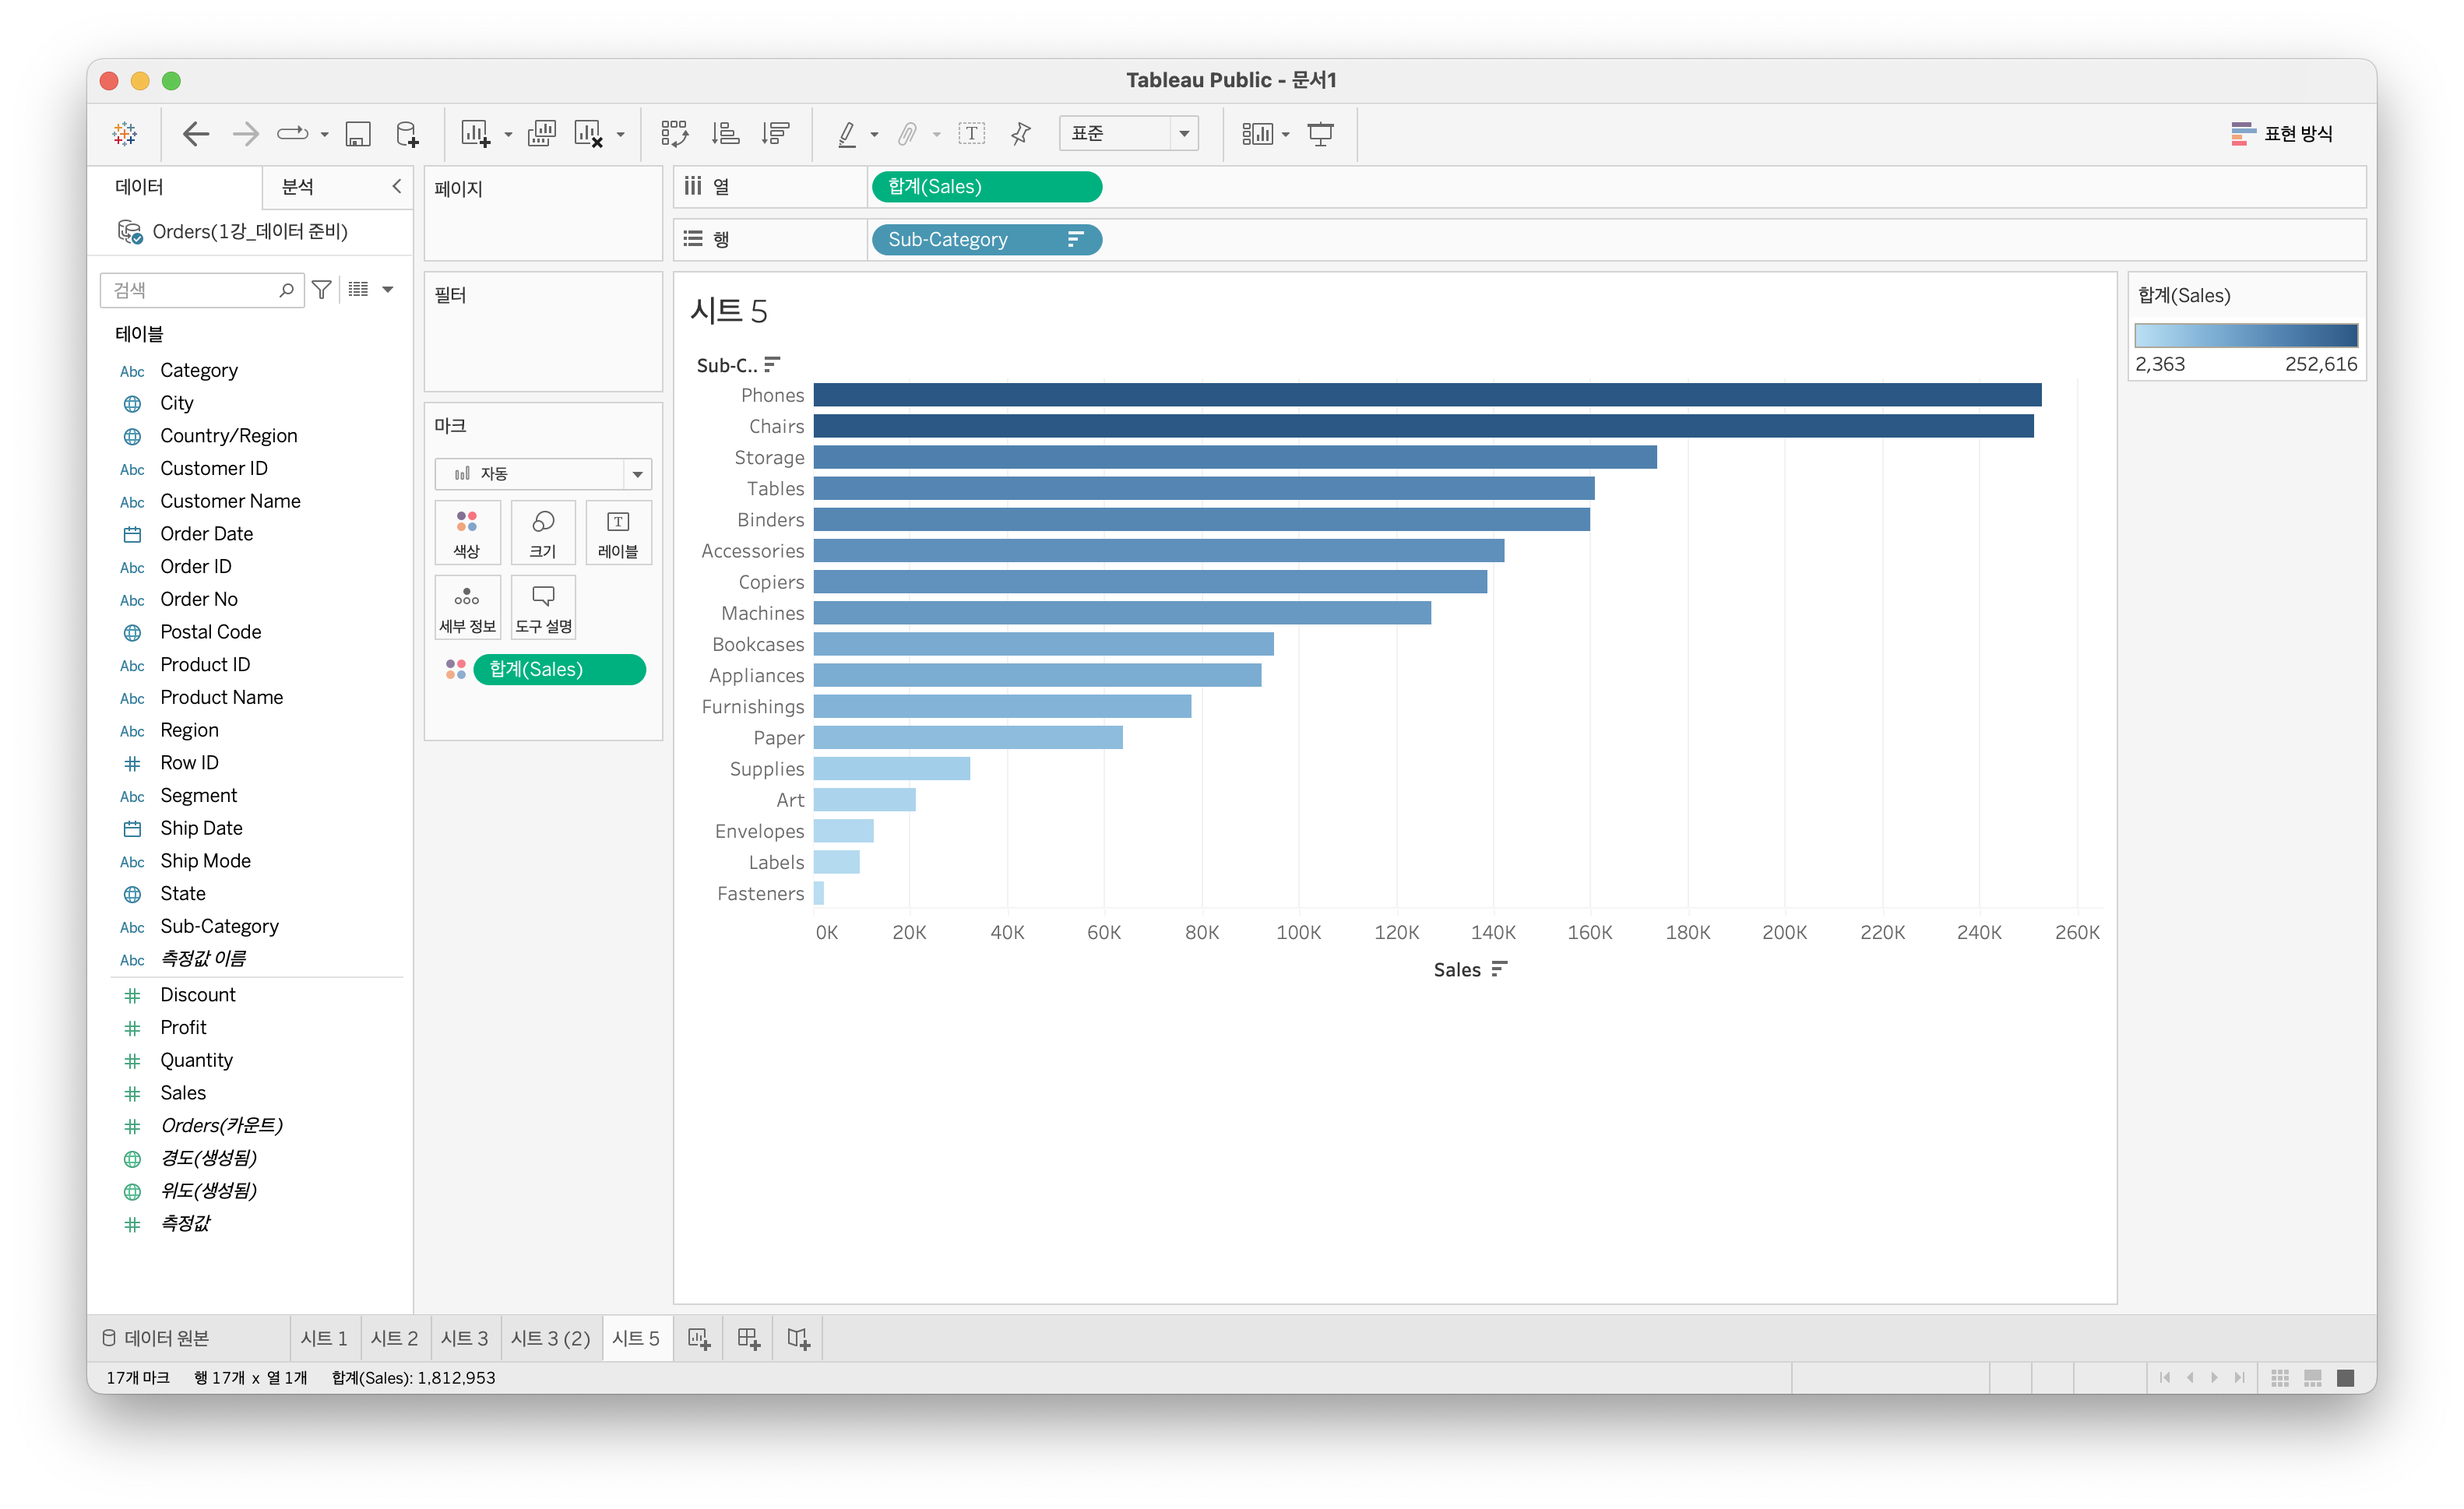 Tableau Public - 문서1
표준
표현 방식
데이터
분석
Orders(1강_데이터 준비)
검색
테이블
Abc Category
City
Country/Region
Abc Customer ID
Abc Customer Name
Order Date
Abc Order ID
Abc Order No
Postal Code
Abc Product ID
Abc Product Name
Abc Region
Row ID
Abc Segment
Ship Date
Abc Ship Mode
State
Abc Sub-Category
Abc 측정값 이름
Discount
Profit
Quantity
Sales
Orders(카운트)
경도(생성됨)
위도(생성됨)
측정값
페이지
필터
마크
자동
색상
크기
T
레이블
세부 정보
도구 설명
합계(Sales)
열
합계(Sales)
행
Sub-Category
시트 5
Sub-C..
Phones
Chairs
Storage
Tables
Binders
Accessories
Copiers
Machines
Bookcases
Appliances
Furnishings
Paper
Supplies
Art
Envelopes
Labels
Fasteners
0K 20K 40K 60K 80K 100K 120K 140K 160K 180K 200K 220K 240K 260K
Sales
합계(Sales)
2,363 252,616
데이터 원본
시트 1
시트 2
시트 3
시트 3 (2)
시트 5
17개 마크 행 17개 x 열 1개 합계(Sales): 1,812,953